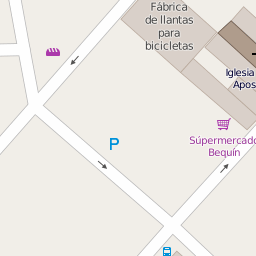 Fábrica
de llantas
para
bicicletas
Iglesia
Apos
Súpermercado
Bequín
P